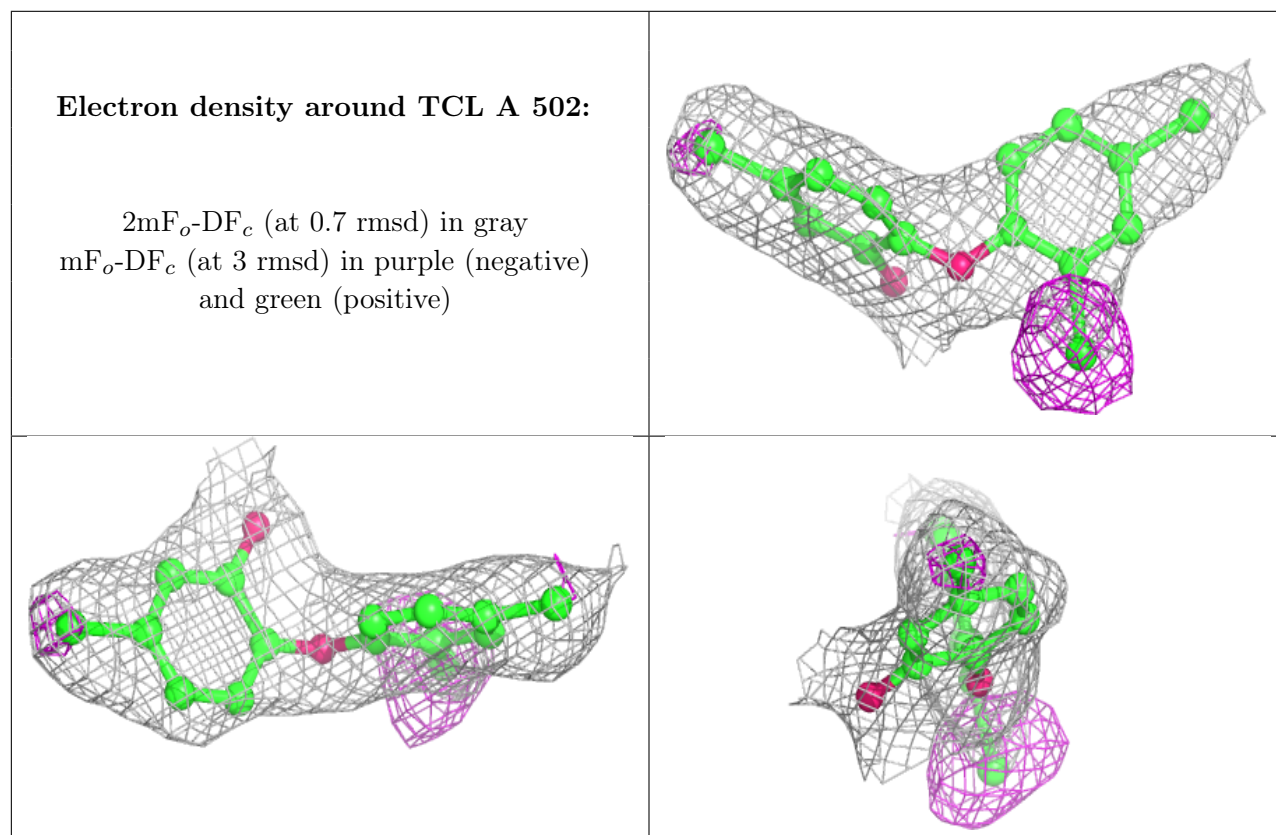 Electron density around TCL A 502:
2mFₒ-DF𝒸 (at 0.7 rmsd) in gray
mFₒ-DF𝒸 (at 3 rmsd) in purple (negative)
and green (positive)